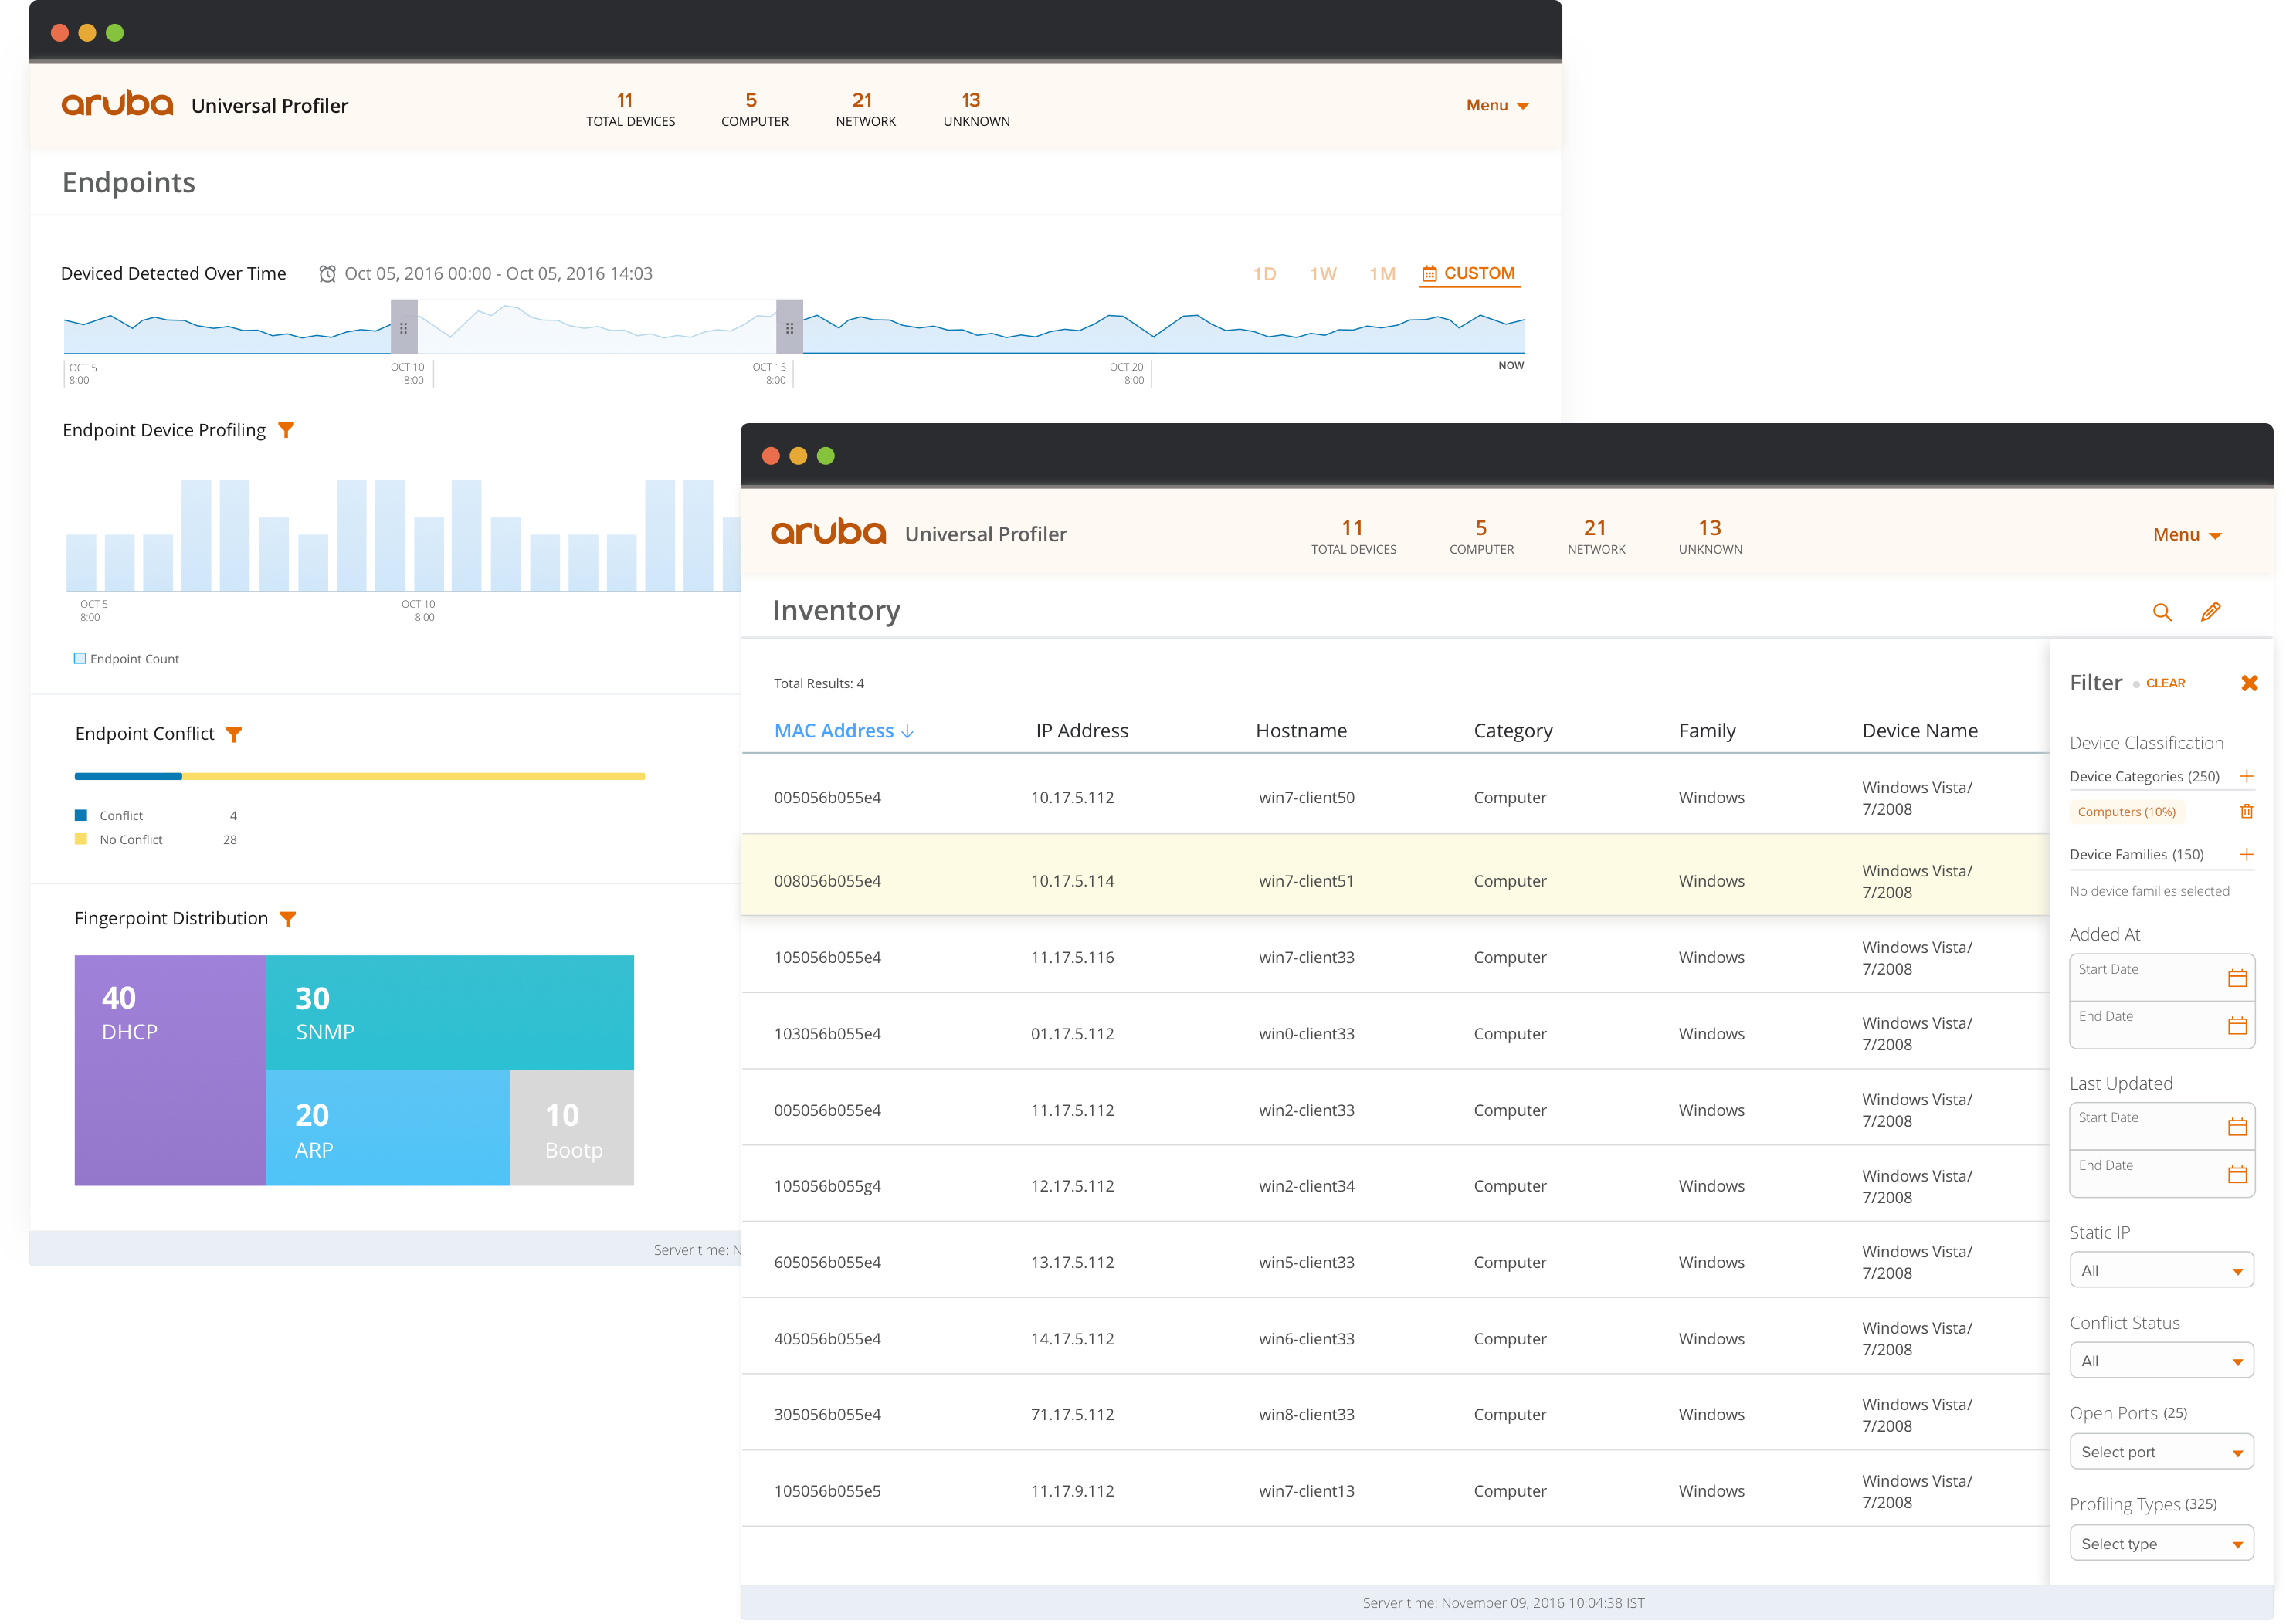 aruba Universal Profiler
11 5 21 13
TOTAL DEVICES COMPUTER NETWORK UNKNOWN
Menu
Endpoints
Deviced Detected Over Time Oct 05, 2016 00:00 - Oct 05, 2016 14:03
1D 1W 1M CUSTOM
OCT 5 OCT 10 OCT 15 OCT 20 NOW
8:00 8:00 8:00 8:00
Endpoint Device Profiling
OCT 5 OCT 10
8:00 8:00
Endpoint Count
Endpoint Conflict
Conflict 4
No Conflict 28
Fingerpoint Distribution
40
DHCP
30
SNMP
20
ARP
10
Bootp
Server time: N
aruba Universal Profiler
11 5 21 13
TOTAL DEVICES COMPUTER NETWORK UNKNOWN
Menu
Inventory
Total Results: 4
MAC Address IP Address Hostname Category Family Device Name
005056b055e4 10.17.5.112 win7-client50 Computer Windows Windows Vista/
7/2008
008056b055e4 10.17.5.114 win7-client51 Computer Windows Windows Vista/
7/2008
105056b055e4 11.17.5.116 win7-client33 Computer Windows Windows Vista/
7/2008
103056b055e4 01.17.5.112 win0-client33 Computer Windows Windows Vista/
7/2008
005056b055e4 11.17.5.112 win2-client33 Computer Windows Windows Vista/
7/2008
105056b055g4 12.17.5.112 win2-client34 Computer Windows Windows Vista/
7/2008
605056b055e4 13.17.5.112 win5-client33 Computer Windows Windows Vista/
7/2008
405056b055e4 14.17.5.112 win6-client33 Computer Windows Windows Vista/
7/2008
305056b055e4 71.17.5.112 win8-client33 Computer Windows Windows Vista/
7/2008
105056b055e5 11.17.9.112 win7-client13 Computer Windows Windows Vista/
7/2008
Filter CLEAR
Device Classification
Device Categories (250)
Computers (10%)
Device Families (150)
No device families selected
Added At
Start Date
End Date
Last Updated
Start Date
End Date
Static IP
All
Conflict Status
All
Open Ports (25)
Select port
Profiling Types (325)
Select type
Server time: November 09, 2016 10:04:38 IST